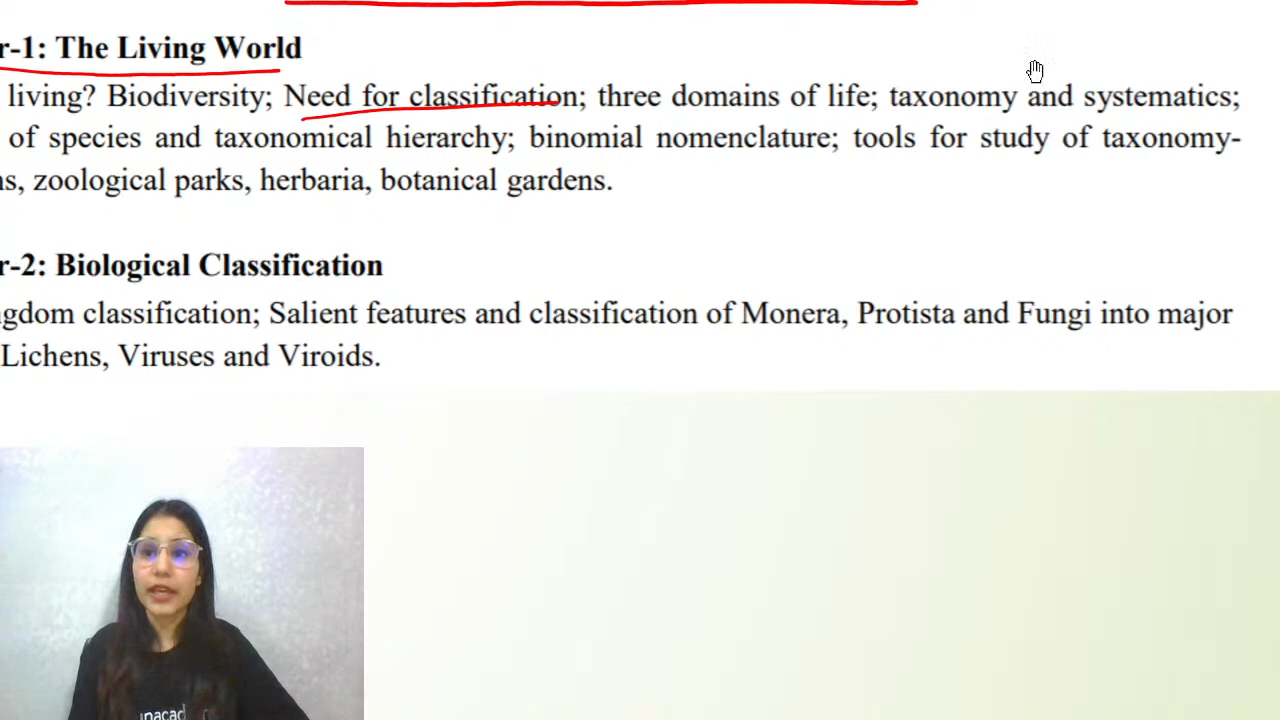 r-1: The Living World
living? Biodiversity; Need for classification; three domains of life; taxonomy and systematics;
of species and taxonomical hierarchy; binomial nomenclature; tools for study of taxonomy-
ns, zoological parks, herbaria, botanical gardens.
r-2: Biological Classification
gdom classification; Salient features and classification of Monera, Protista and Fungi into major
Lichens, Viruses and Viroids.
unacad